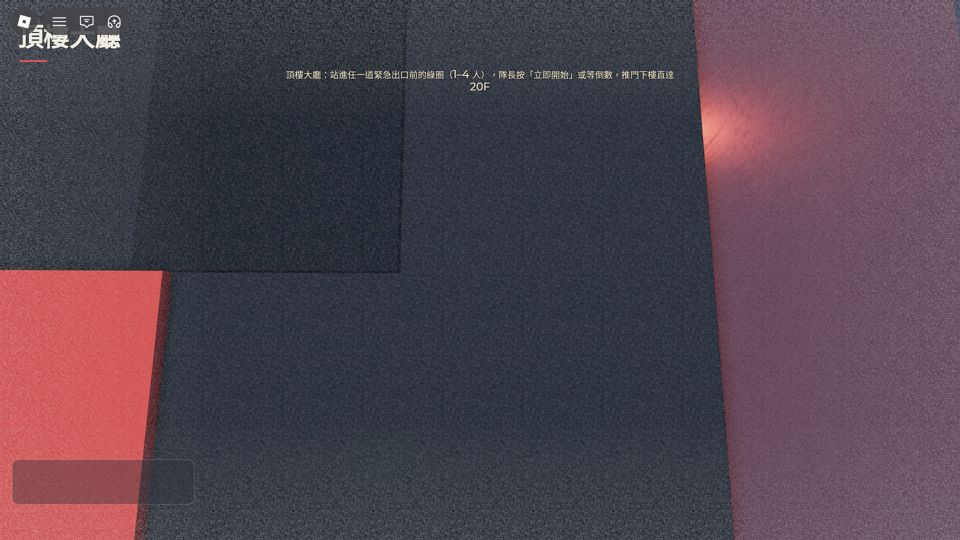 頂樓大廳
頂樓大廳：站進任一道緊急出口前的綠圈（1–4 人），隊長按「立即開始」或等倒數，推門下樓直達
20F